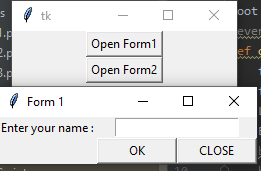 tk
Open Form1
Open Form2
Form 1
Enter your name :
OK CLOSE